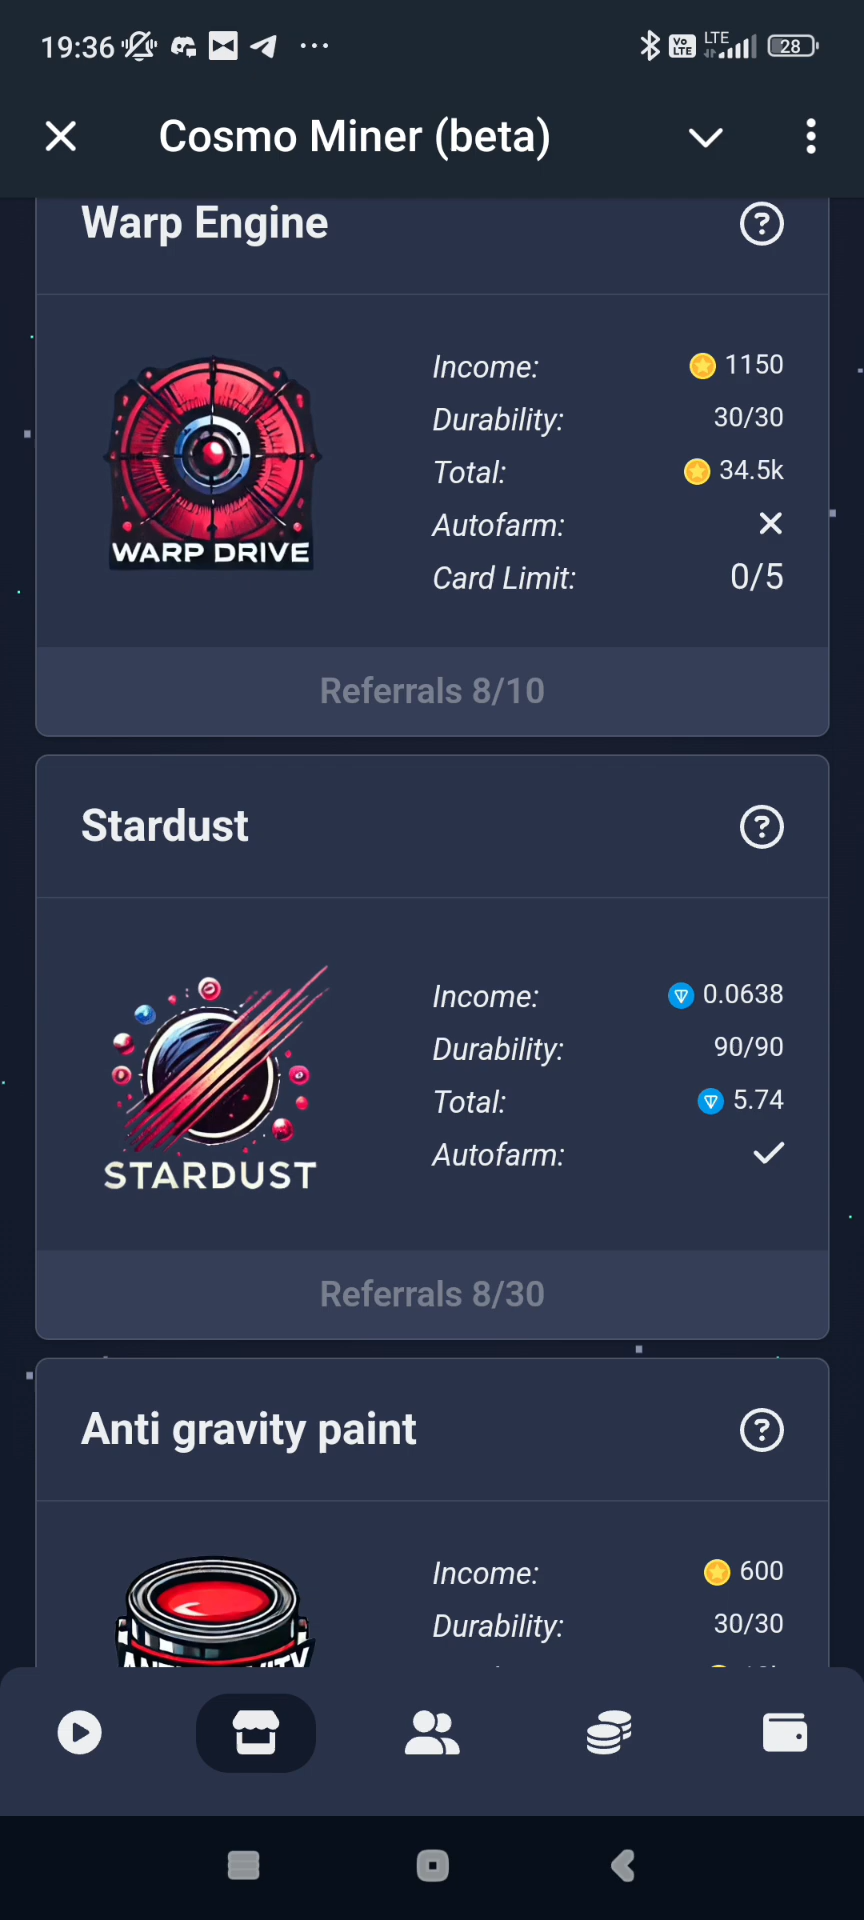 19:36
VoLTE
LTE
28
Cosmo Miner (beta)
Warp Engine
?
Income: 1150
Durability: 30/30
Total: 34.5k
Autofarm:
Card Limit: 0/5
WARP DRIVE
Referrals 8/10
Stardust
?
Income: 0.0638
Durability: 90/90
Total: 5.74
Autofarm:
STARDUST
Referrals 8/30
Anti gravity paint
?
Income: 600
Durability: 30/30